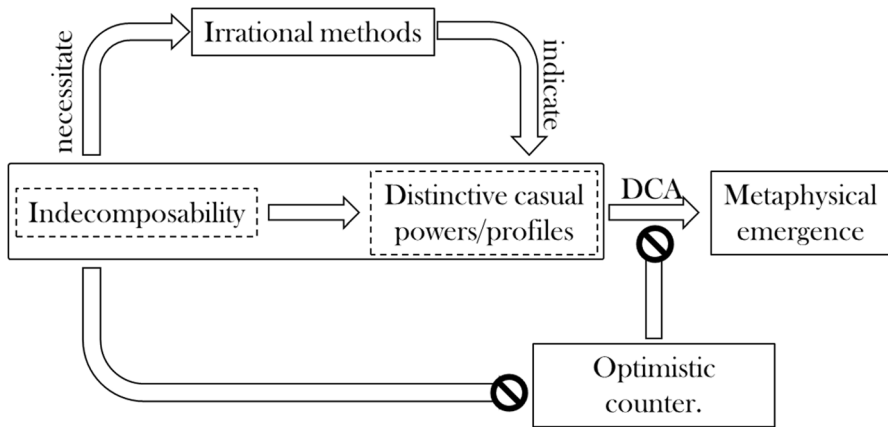 Irrational methods
necessitate
indicate
Indecomposability
Distinctive casual
powers/profiles
DCA
Metaphysical
emergence
Optimistic
counter.